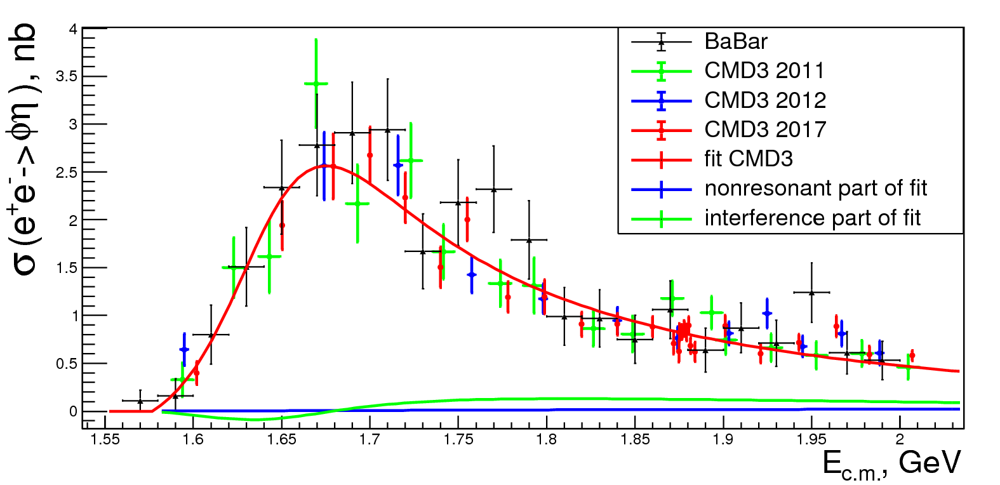 σ(e⁺e⁻->φη), nb
4
3.5
3
2.5
2
1.5
1
0.5
0
BaBar
CMD3 2011
CMD3 2012
CMD3 2017
fit CMD3
nonresonant part of fit
interference part of fit
1.55 1.6 1.65 1.7 1.75 1.8 1.85 1.9 1.95 2
E_c.m., GeV